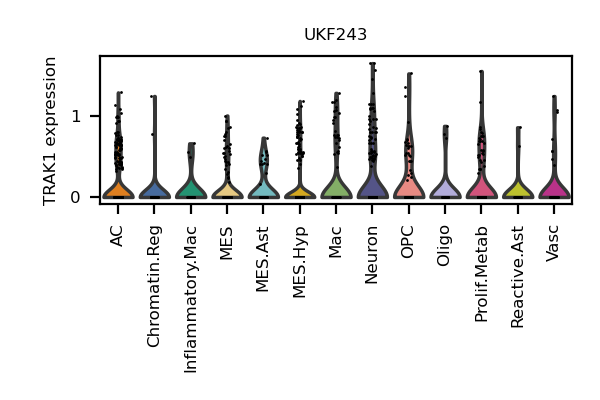 UKF243
TRAK1 expression
1
0
AC
Chromatin.Reg
Inflammatory.Mac
MES
MES.Ast
MES.Hyp
Mac
Neuron
OPC
Oligo
Prolif.Metab
Reactive.Ast
Vasc